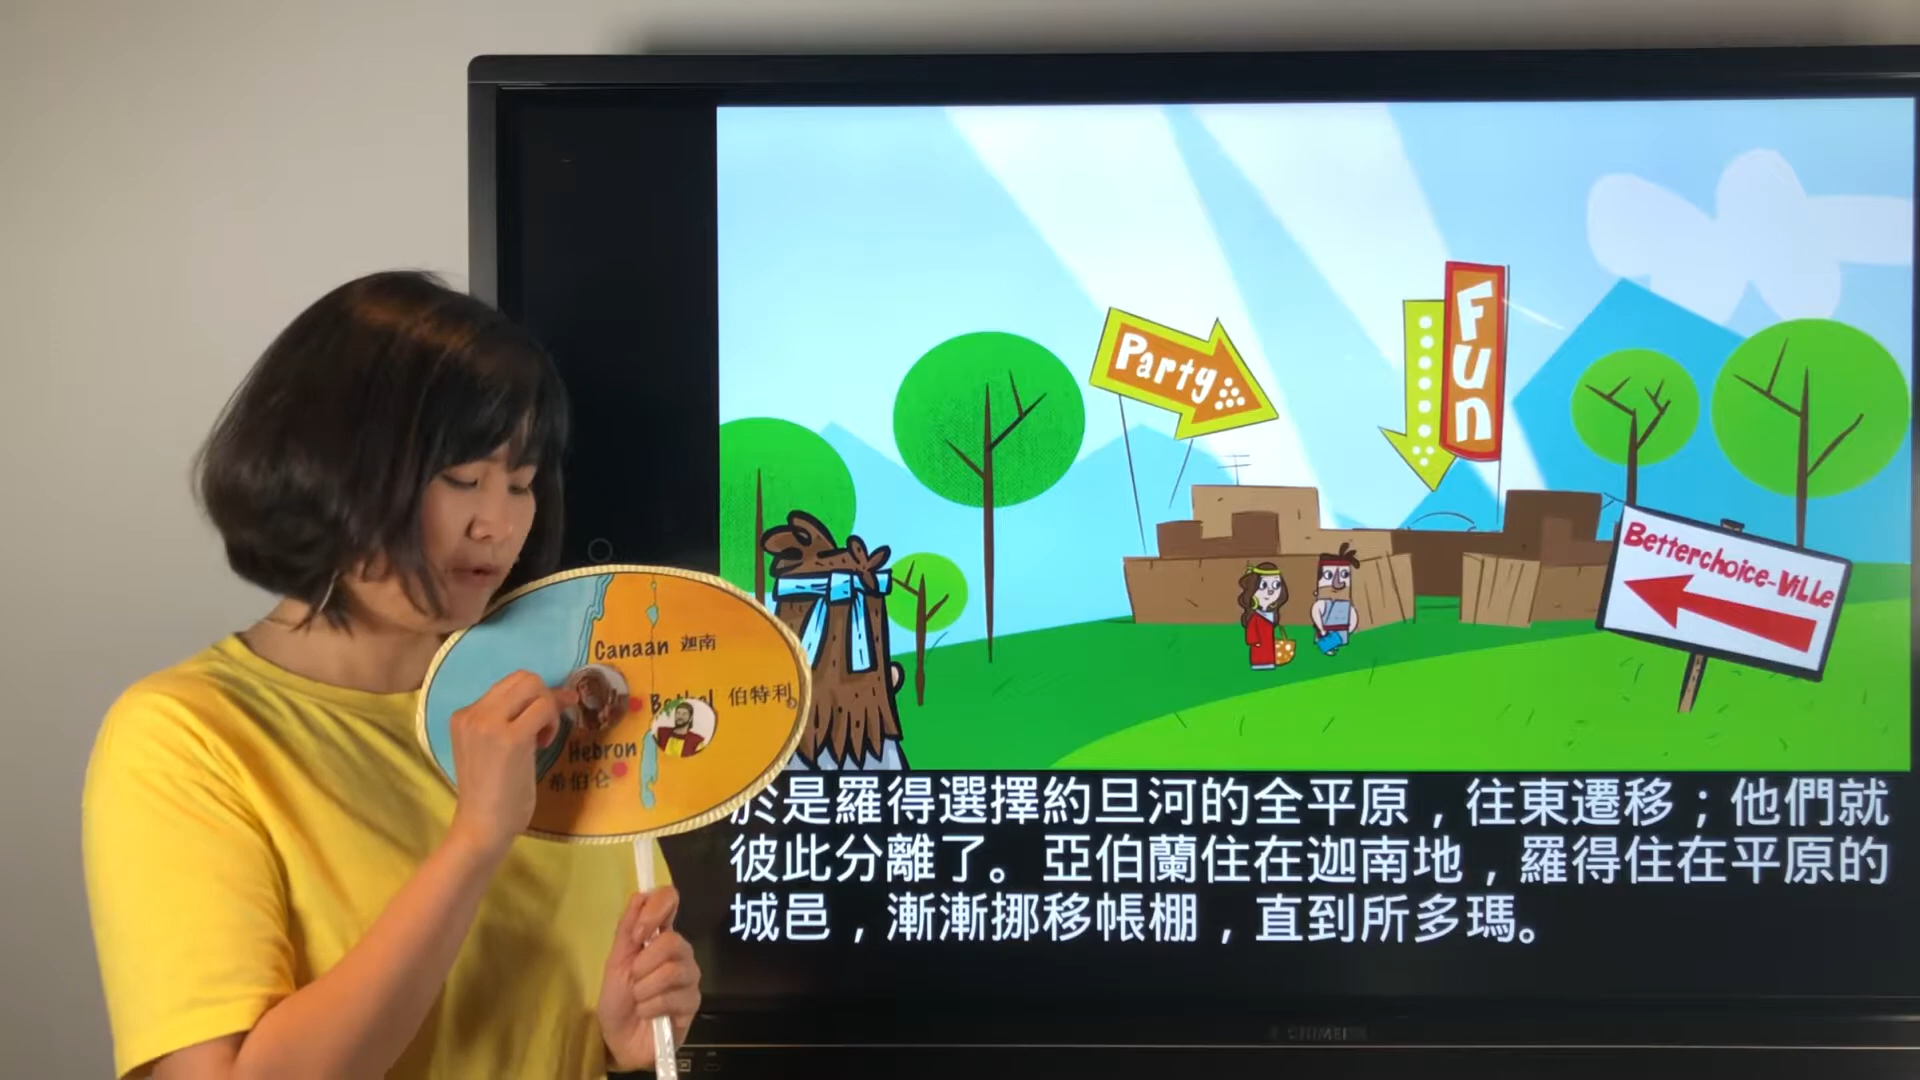 Party
Fun
Betterchoice-Ville
Canaan 迦南
Bethel 伯特利
Hebron
希伯仑
於是羅得選擇約旦河的全平原，往東遷移；他們就
彼此分離了。亞伯蘭住在迦南地，羅得住在平原的
城邑，漸漸挪移帳棚，直到所多瑪。
CHIMEI